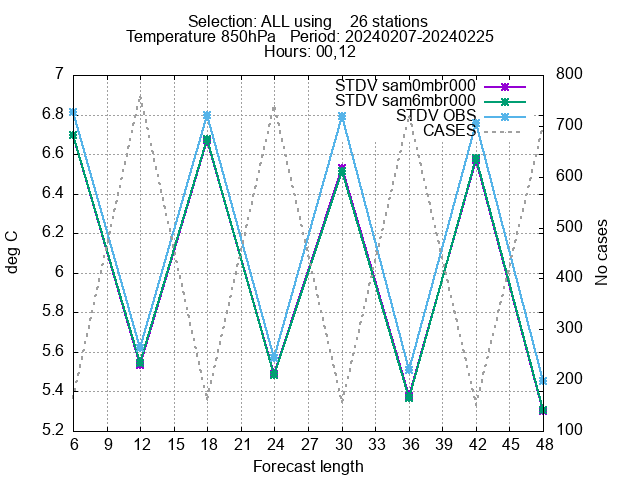 Selection: ALL using    26 stations
Temperature 850hPa   Period: 20240207-20240225
Hours: 00,12
STDV sam0mbr000
STDV sam6mbr000
STDV OBS
CASES
7
6.8
6.6
6.4
6.2
6
5.8
5.6
5.4
5.2
deg C
800
700
600
500
400
300
200
100
No cases
6 9 12 15 18 21 24 27 30 33 36 39 42 45 48
Forecast length